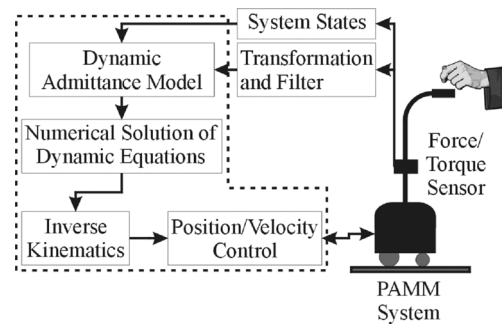 System States
Dynamic
Admittance Model
Transformation
and Filter
Numerical Solution of
Dynamic Equations
Force/
Torque
Sensor
Inverse
Kinematics
Position/Velocity
Control
PAMM
System